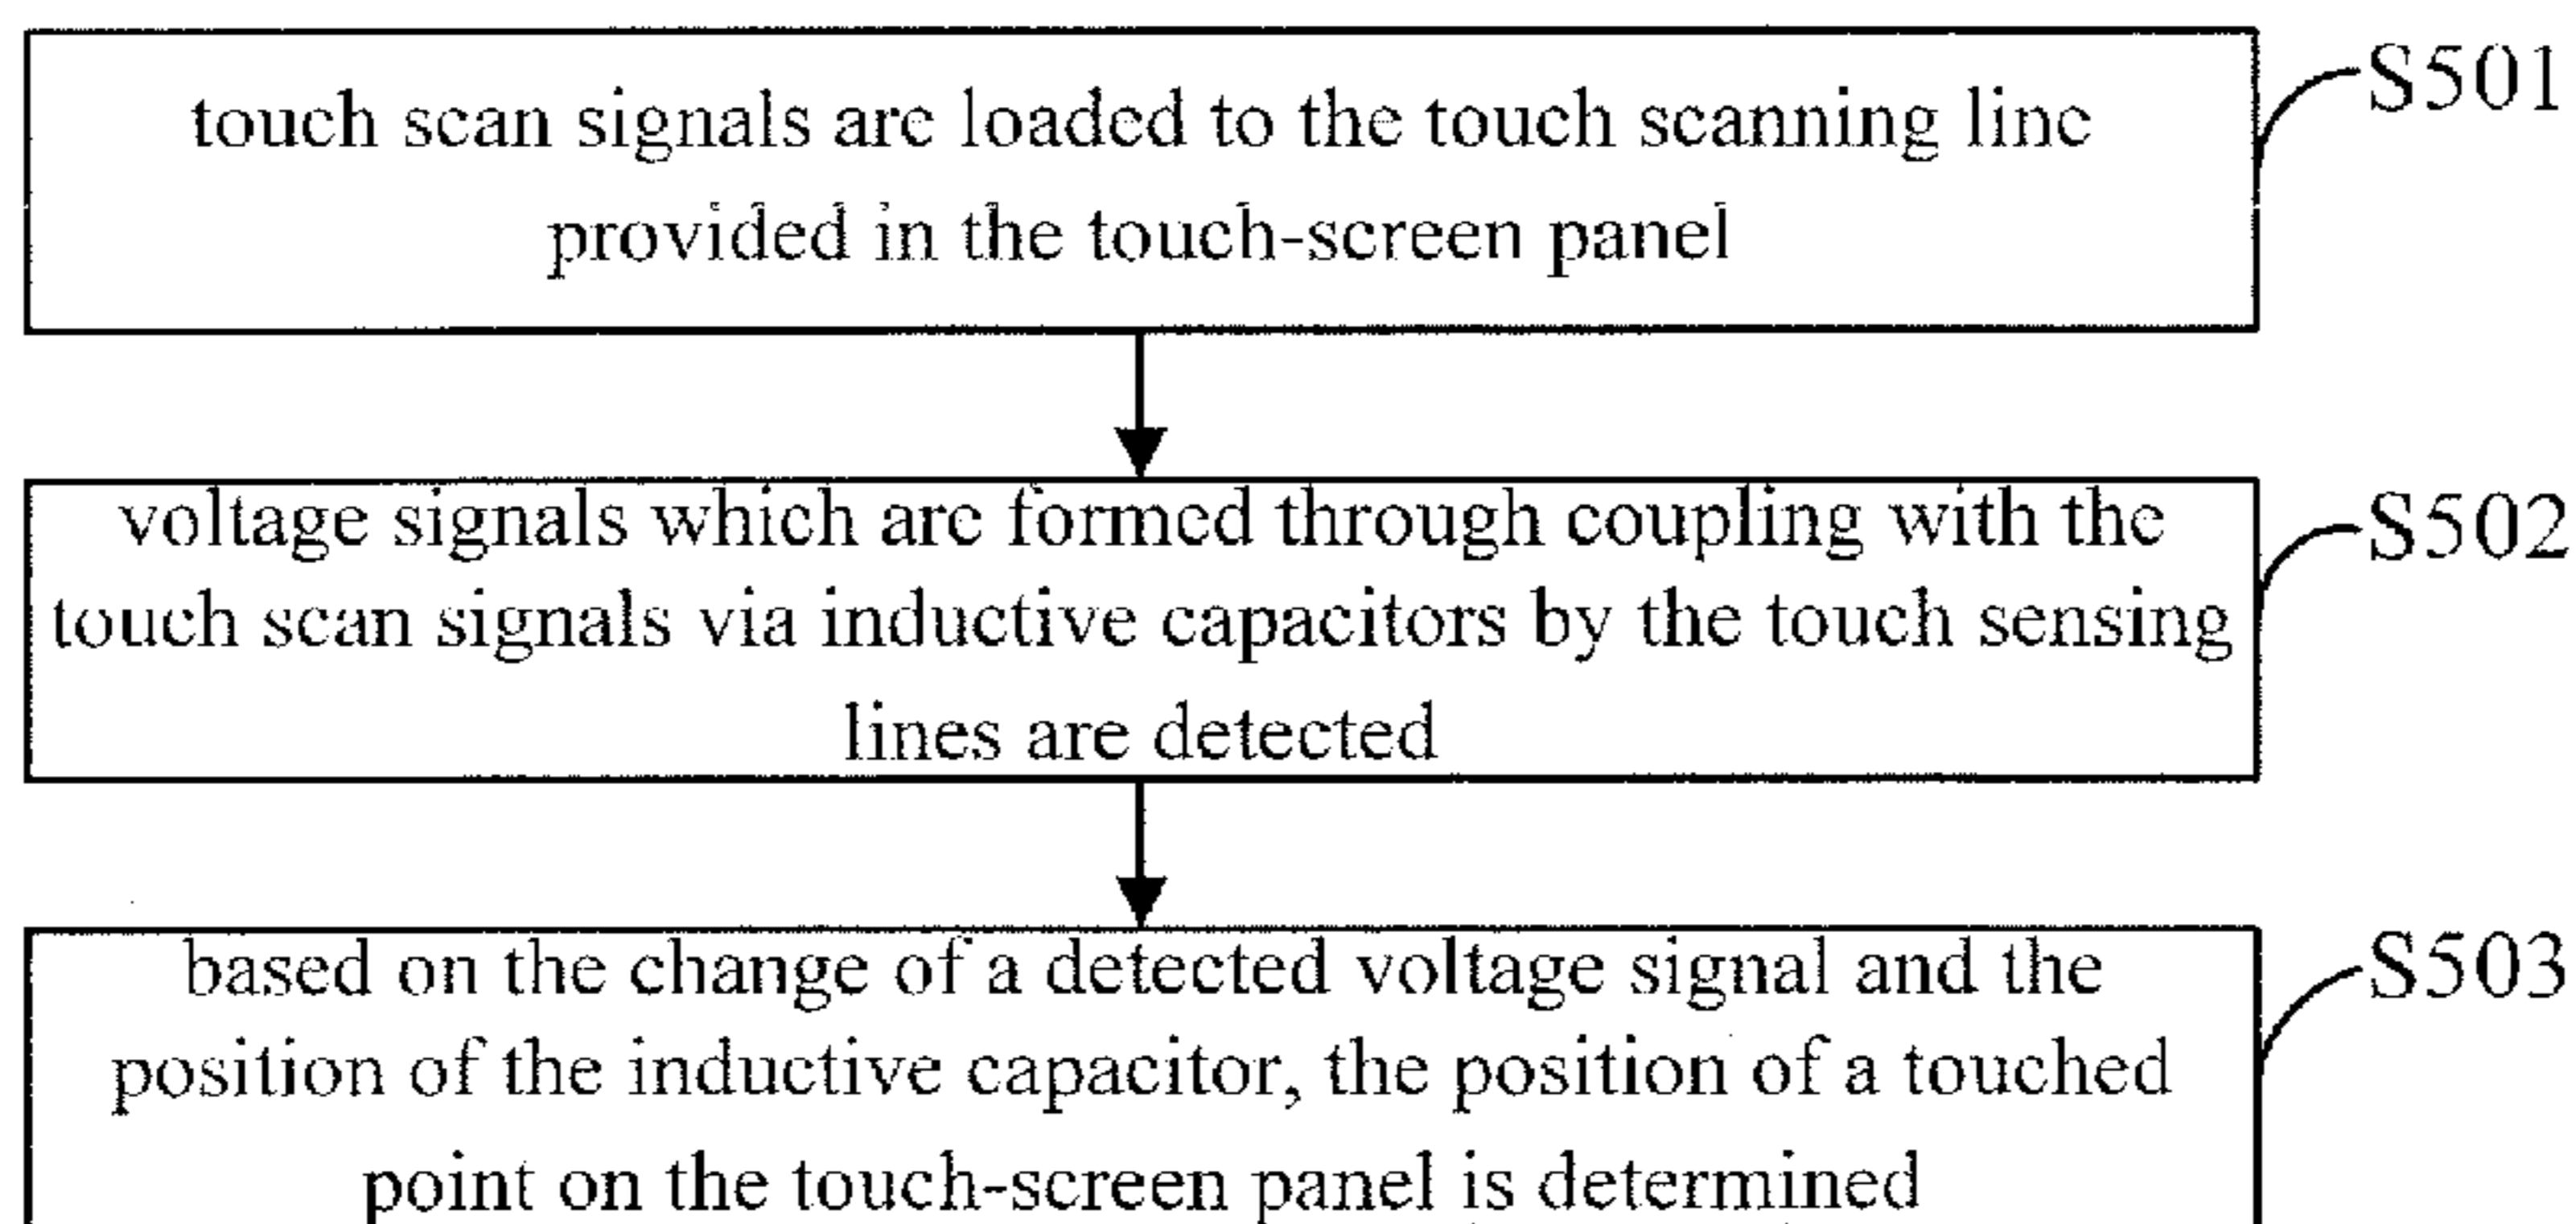 touch scan signals are loaded to the touch scanning line
provided in the touch-screen panel
S501
voltage signals which are formed through coupling with the
touch scan signals via inductive capacitors by the touch sensing
lines are detected
S502
based on the change of a detected voltage signal and the
position of the inductive capacitor, the position of a touched
point on the touch-screen panel is determined
S503